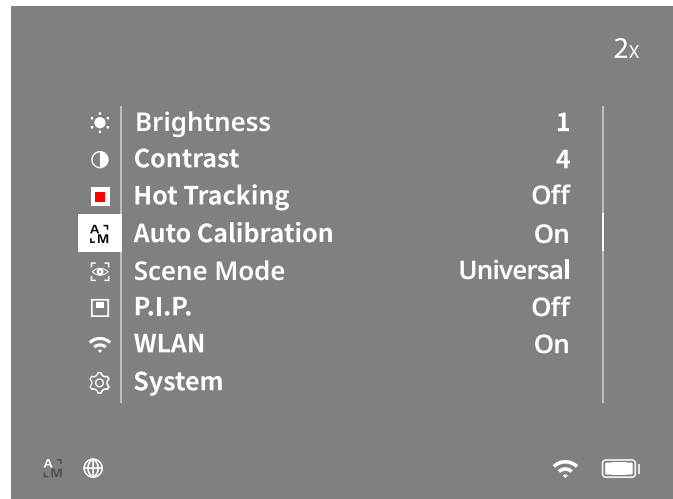 2x
Brightness 1
Contrast 4
Hot Tracking Off
A M Auto Calibration On
Scene Mode Universal
P.I.P. Off
WLAN On
System
A M